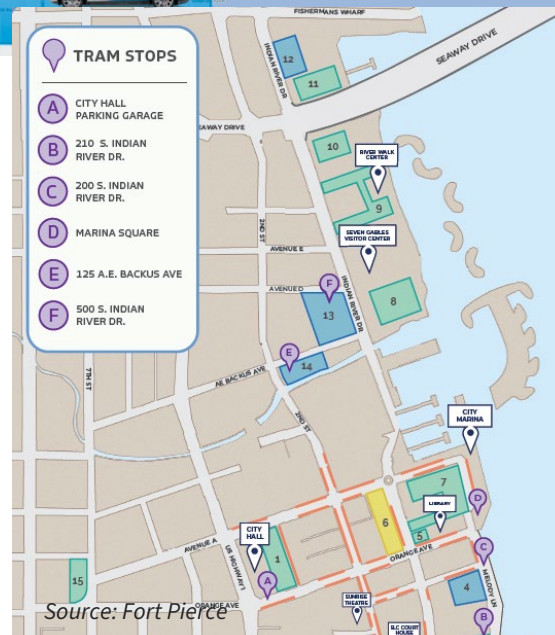 FISHERMANS WHARF
TRAM STOPS
A
CITY HALL
PARKING GARAGE
B
210 S. INDIAN
RIVER DR.
C
200 S. INDIAN
RIVER DR.
D
MARINA SQUARE
E
125 A.E. BACKUS AVE
F
500 S. INDIAN
RIVER DR.
INDIAN RIVER DR
12
11
SEAWAY DRIVE
EAWAY DRIVE
10
RIVER WALK
CENTER
9
2ND ST
SEVEN GABLES
VISITOR CENTER
AVENUE E
AVENUE D
F
INDIAN RIVER DR
8
13
E
14
AE BACKUS AVE
7TH ST
2ND ST
CITY
MARINA
7
D
LIBRARY
CITY
HALL
6
5
AVENUE A
US HIGHWAY 1
1
ORANGE AVE
C
A
15
MELODY LN
4
ORANGE AVE
SUNRISE
THEATRE
B
SLC COURT
HOUSE
Source: Fort Pierce